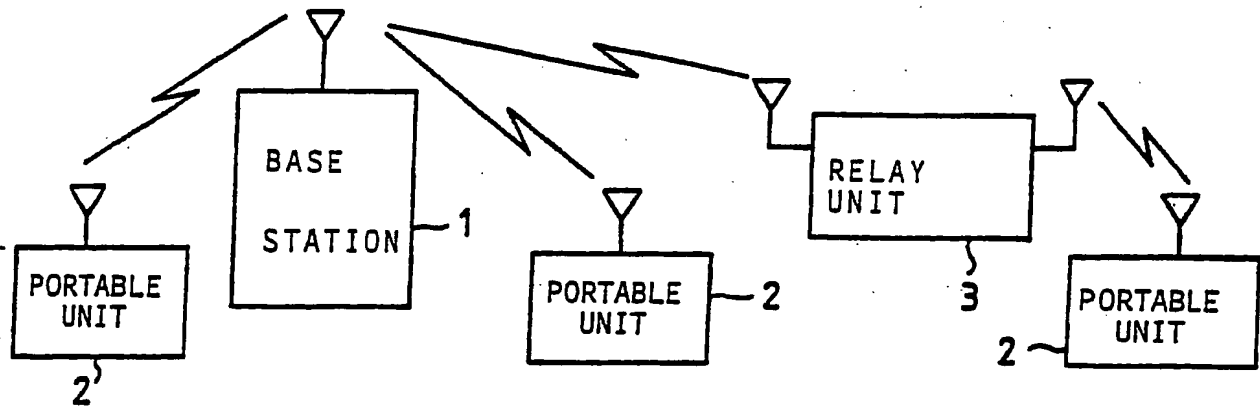 BASE
STATION
1
PORTABLE
UNIT
2
PORTABLE
UNIT
2
RELAY
UNIT
3
PORTABLE
UNIT
2